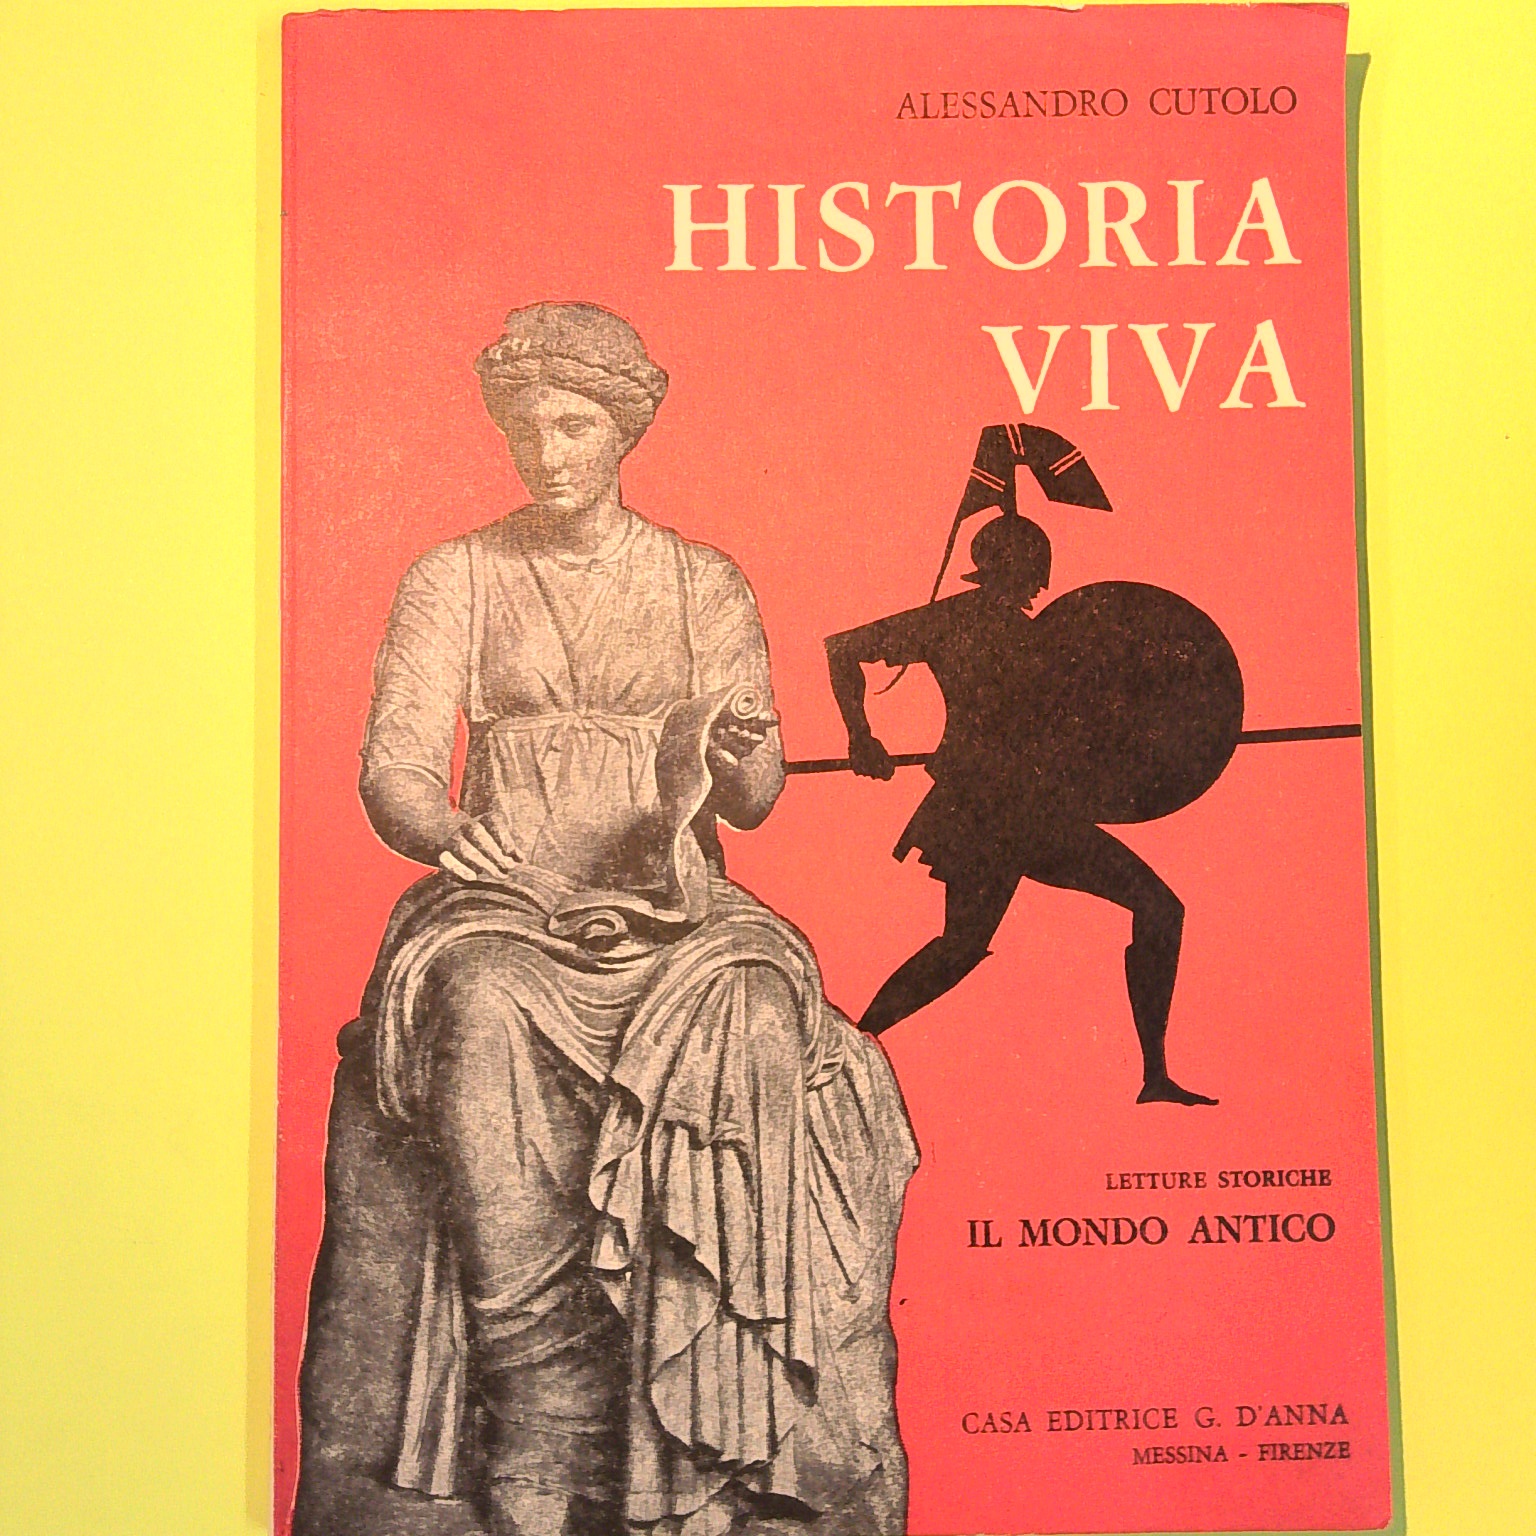 ALESSANDRO CUTOLO
HISTORIA
VIVA
LETTURE STORICHE
IL MONDO ANTICO
CASA EDITRICE G. D'ANNA
MESSINA - FIRENZE